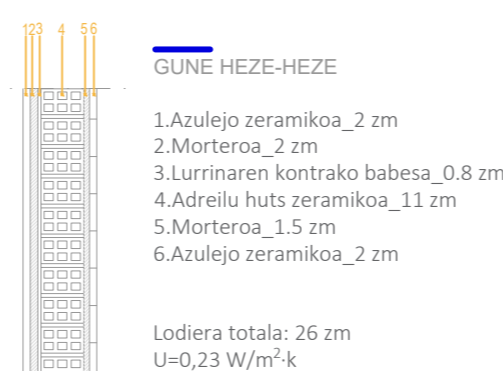 123 4 56
GUNE HEZE-HEZE
1.Azulejo zeramikoa_2 zm
2.Morteroa_2 zm
3.Lurrinaren kontrako babesa_0.8 zm
4.Adreilu huts zeramikoa_11 zm
5.Morteroa_1.5 zm
6.Azulejo zeramikoa_2 zm
Lodiera totala: 26 zm
U=0,23 W/m²·k